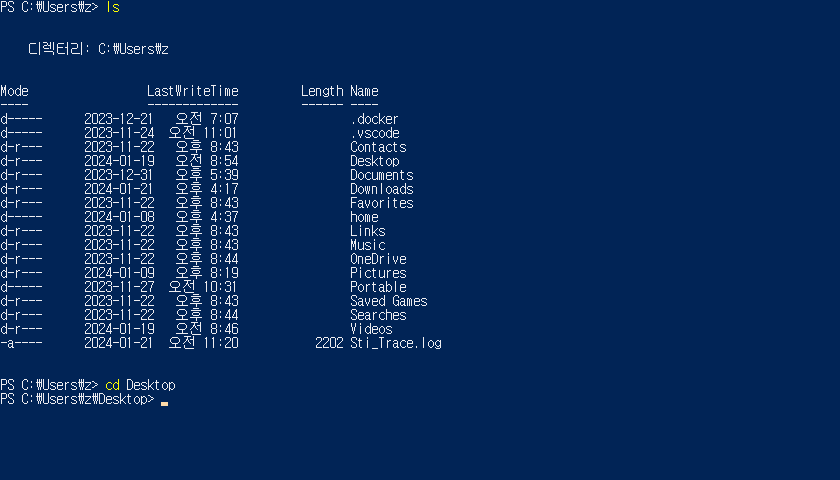 PS C:₩Users₩z> ls
디렉터리: C:₩Users₩z
Mode LastWriteTime Length Name
---- ------------- ------ ----
d----- 2023-12-21 오전 7:07 .docker
d----- 2023-11-24 오전 11:01 .vscode
d-r--- 2023-11-22 오후 8:43 Contacts
d-r--- 2024-01-19 오전 8:54 Desktop
d-r--- 2023-12-31 오후 5:39 Documents
d-r--- 2024-01-21 오후 4:17 Downloads
d-r--- 2023-11-22 오후 8:43 Favorites
d----- 2024-01-08 오후 4:37 home
d-r--- 2023-11-22 오후 8:43 Links
d-r--- 2023-11-22 오후 8:43 Music
d-r--- 2023-11-22 오후 8:44 OneDrive
d-r--- 2024-01-09 오후 8:19 Pictures
d----- 2023-11-27 오전 10:31 Portable
d-r--- 2023-11-22 오후 8:43 Saved Games
d-r--- 2023-11-22 오후 8:44 Searches
d-r--- 2024-01-19 오전 8:46 Videos
-a---- 2024-01-21 오전 11:20 2202 Sti_Trace.log
PS C:₩Users₩z> cd Desktop
PS C:₩Users₩z₩Desktop>